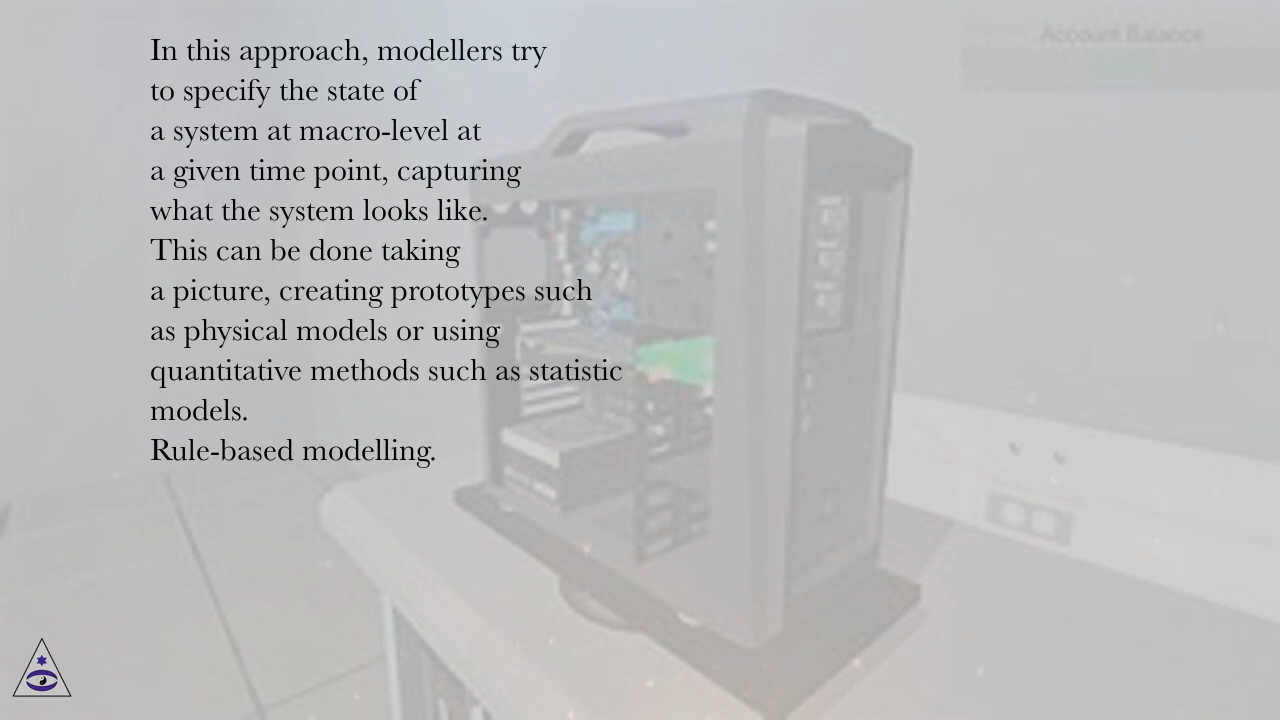 In this approach, modellers try
to specify the state of
a system at macro-level at
a given time point, capturing
what the system looks like.
This can be done taking
a picture, creating prototypes such
as physical models or using
quantitative methods such as statistic
models.
Rule-based modelling.
Account Balance